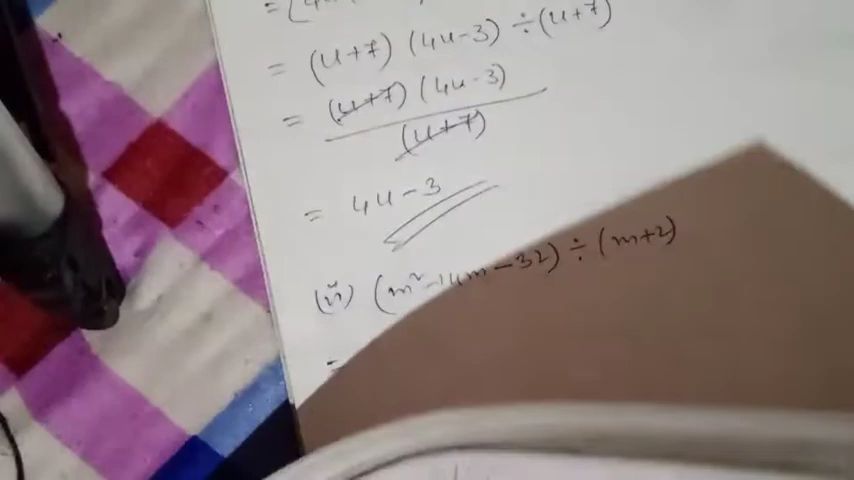 = (u+7) (4u-3) ÷ (u+7)
= (u+7) (4u-3)
(u+7)
= 4u-3
(ii) (m²-14m-32) ÷ (m+2)
=